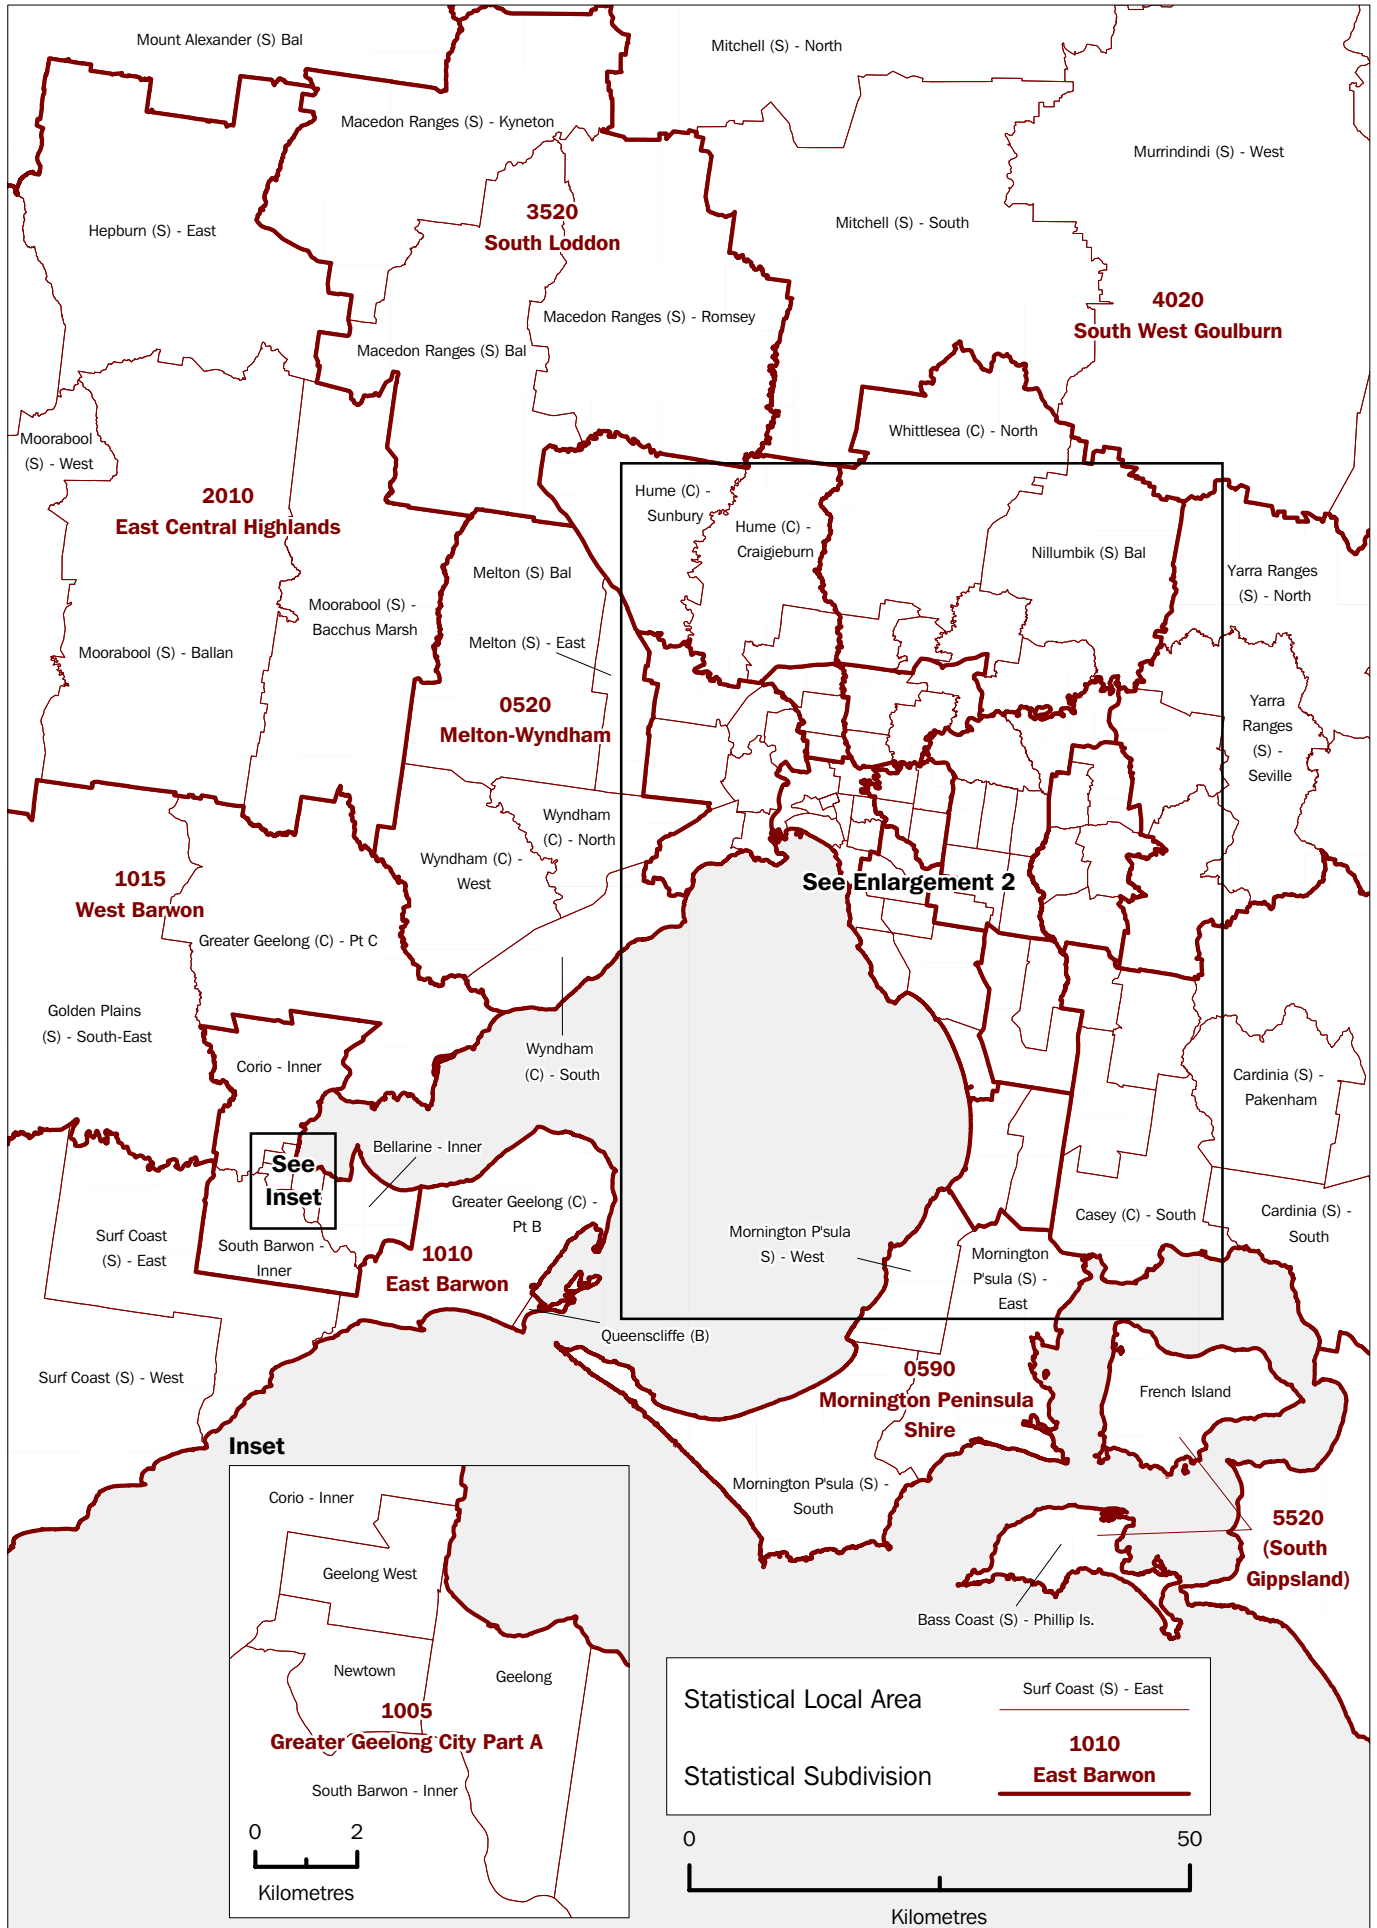 Mount Alexander (S) Bal
Mitchell (S) - North
Macedon Ranges (S) - Kyneton
Murrindindi (S) - West
Hepburn (S) - East
3520
South Loddon
Mitchell (S) - South
4020
South West Goulburn
Macedon Ranges (S) - Romsey
Macedon Ranges (S) Bal
Moorabool
(S) - West
Whittlesea (C) - North
2010
East Central Highlands
Hume (C) -
Sunbury
Hume (C) -
Craigieburn
Nillumbik (S) Bal
Melton (S) Bal
Yarra Ranges
(S) - North
Moorabool (S) -
Bacchus Marsh
Melton (S) - East
Moorabool (S) - Ballan
0520
Melton-Wyndham
Yarra
Ranges
(S) -
Seville
Wyndham
(C) - North
Wyndham (C) -
West
1015
West Barwon
See Enlargement 2
Greater Geelong (C) - Pt C
Golden Plains
(S) - South-East
Corio - Inner
Wyndham
(C) - South
Cardinia (S) -
Pakenham
Bellarine - Inner
See
Inset
Greater Geelong (C) -
Pt B
Surf Coast
(S) - East
South Barwon -
Inner
1010
East Barwon
Mornington P'sula
S) - West
Mornington
P'sula (S) -
East
Casey (C) - South
Cardinia (S) -
South
Queenscliffe (B)
Surf Coast (S) - West
0590
Mornington Peninsula
Shire
French Island
Mornington P'sula (S) -
South
5520
(South
Gippsland)
Bass Coast (S) - Phillip Is.
Inset
Corio - Inner
Geelong West
Newtown
Geelong
1005
Greater Geelong City Part A
South Barwon - Inner
0 2
Kilometres
Statistical Local Area
Surf Coast (S) - East
Statistical Subdivision
1010
East Barwon
0 50
Kilometres